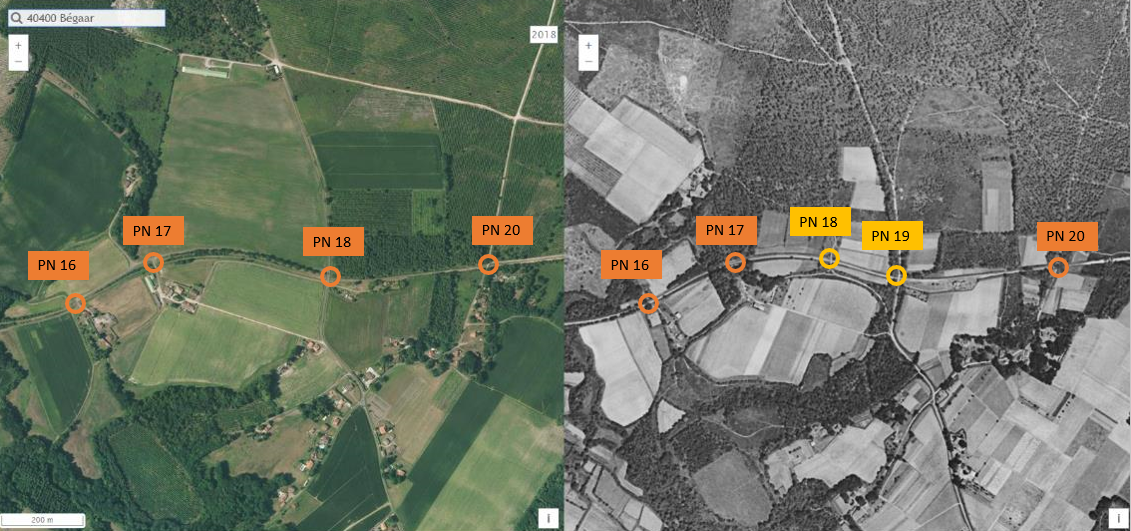 40400 Bégaar
+
−
2018
PN 16
PN 17
PN 18
PN 20
200 m
i
+
−
PN 16
PN 17
PN 18
PN 19
PN 20
i